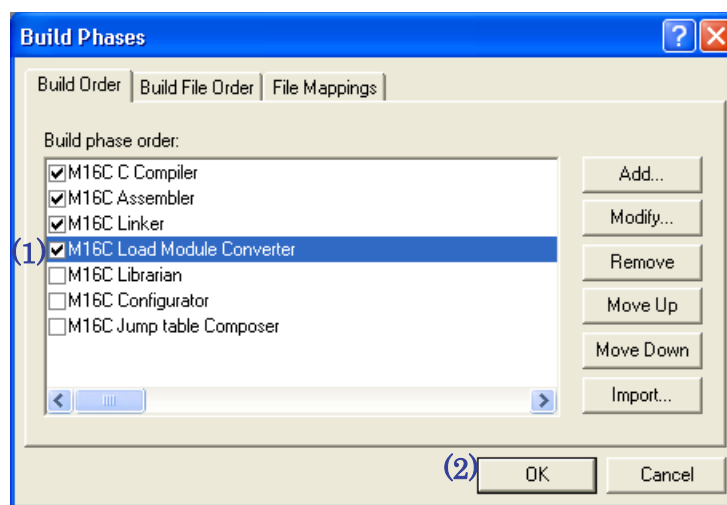 Build Phases
Build Order Build File Order File Mappings
Build phase order:
M16C C Compiler
M16C Assembler
M16C Linker
(1) M16C Load Module Converter
M16C Librarian
M16C Configurator
M16C Jump table Composer
Add...
Modify...
Remove
Move Up
Move Down
Import...
(2) OK Cancel